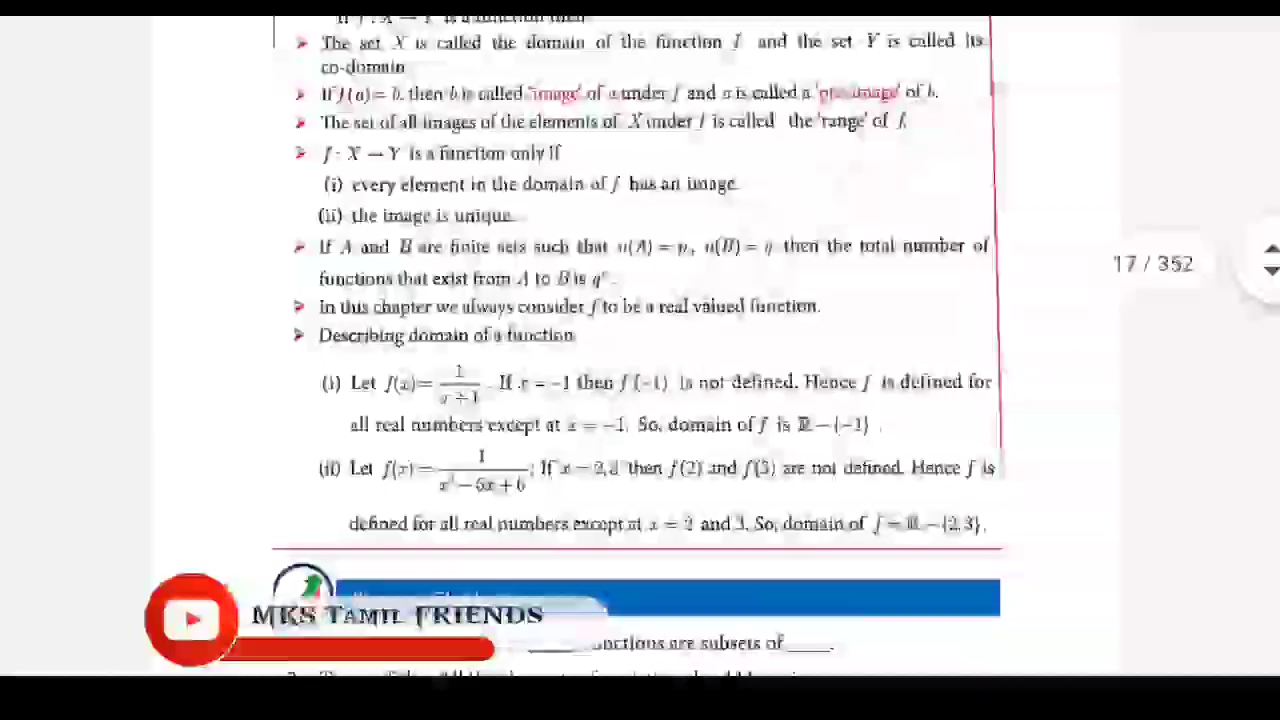 If f : X → Y is a function then
➤ The set X is called the domain of the function f and the set Y is called its
co-domain
➤ If f(a) = b, then b is called 'image' of a under f and a is called a 'pre-image' of b.
➤ The set of all images of the elements of X under f is called the 'range' of f.
➤ f : X → Y is a function only if
(i) every element in the domain of f has an image.
(ii) the image is unique.
➤ If A and B are finite sets such that n(A) = p, n(B) = q then the total number of
17 / 352
functions that exist from A to B is qᵖ.
➤ In this chapter we always consider f to be a real valued function.
➤ Describing domain of a function
(i) Let f(x) = 1/(x + 1). If x = −1 then f(−1) is not defined. Hence f is defined for
all real numbers except at x = −1. So, domain of f is ℝ − {−1}.
(ii) Let f(x) = 1/(x² − 5x + 6); If x = 2, 3 then f(2) and f(3) are not defined. Hence f is
defined for all real numbers except at x = 2 and 3. So, domain of f = ℝ − {2, 3}.
MKS TAMIL FRIENDS
functions are subsets of ____.